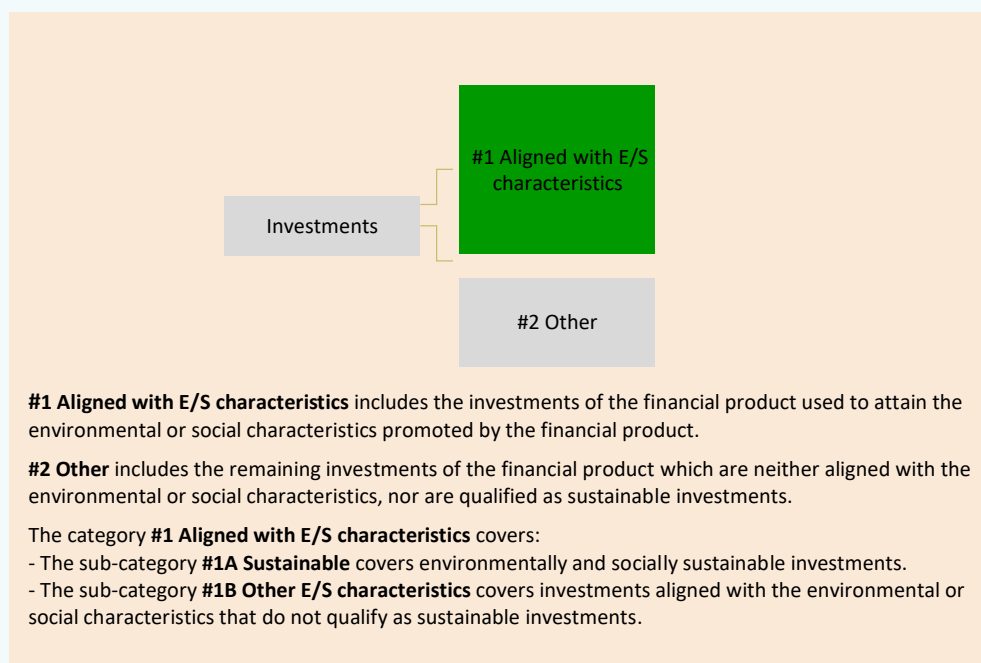 #1 Aligned with E/S
characteristics
Investments
#2 Other
#1 Aligned with E/S characteristics includes the investments of the financial product used to attain the
environmental or social characteristics promoted by the financial product.
#2 Other includes the remaining investments of the financial product which are neither aligned with the
environmental or social characteristics, nor are qualified as sustainable investments.
The category #1 Aligned with E/S characteristics covers:
- The sub-category #1A Sustainable covers environmentally and socially sustainable investments.
- The sub-category #1B Other E/S characteristics covers investments aligned with the environmental or
social characteristics that do not qualify as sustainable investments.